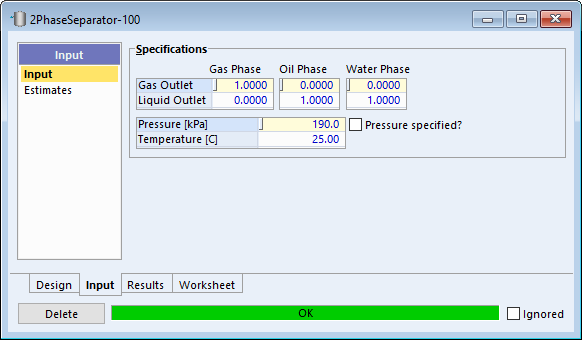 2PhaseSeparator-100
Input
Input
Estimates
Specifications
Gas Phase Oil Phase Water Phase
Gas Outlet 1.0000 0.0000 0.0000
Liquid Outlet 0.0000 1.0000 1.0000
Pressure [kPa] 190.0 Pressure specified?
Temperature [C] 25.00
Design Input Results Worksheet
Delete OK Ignored